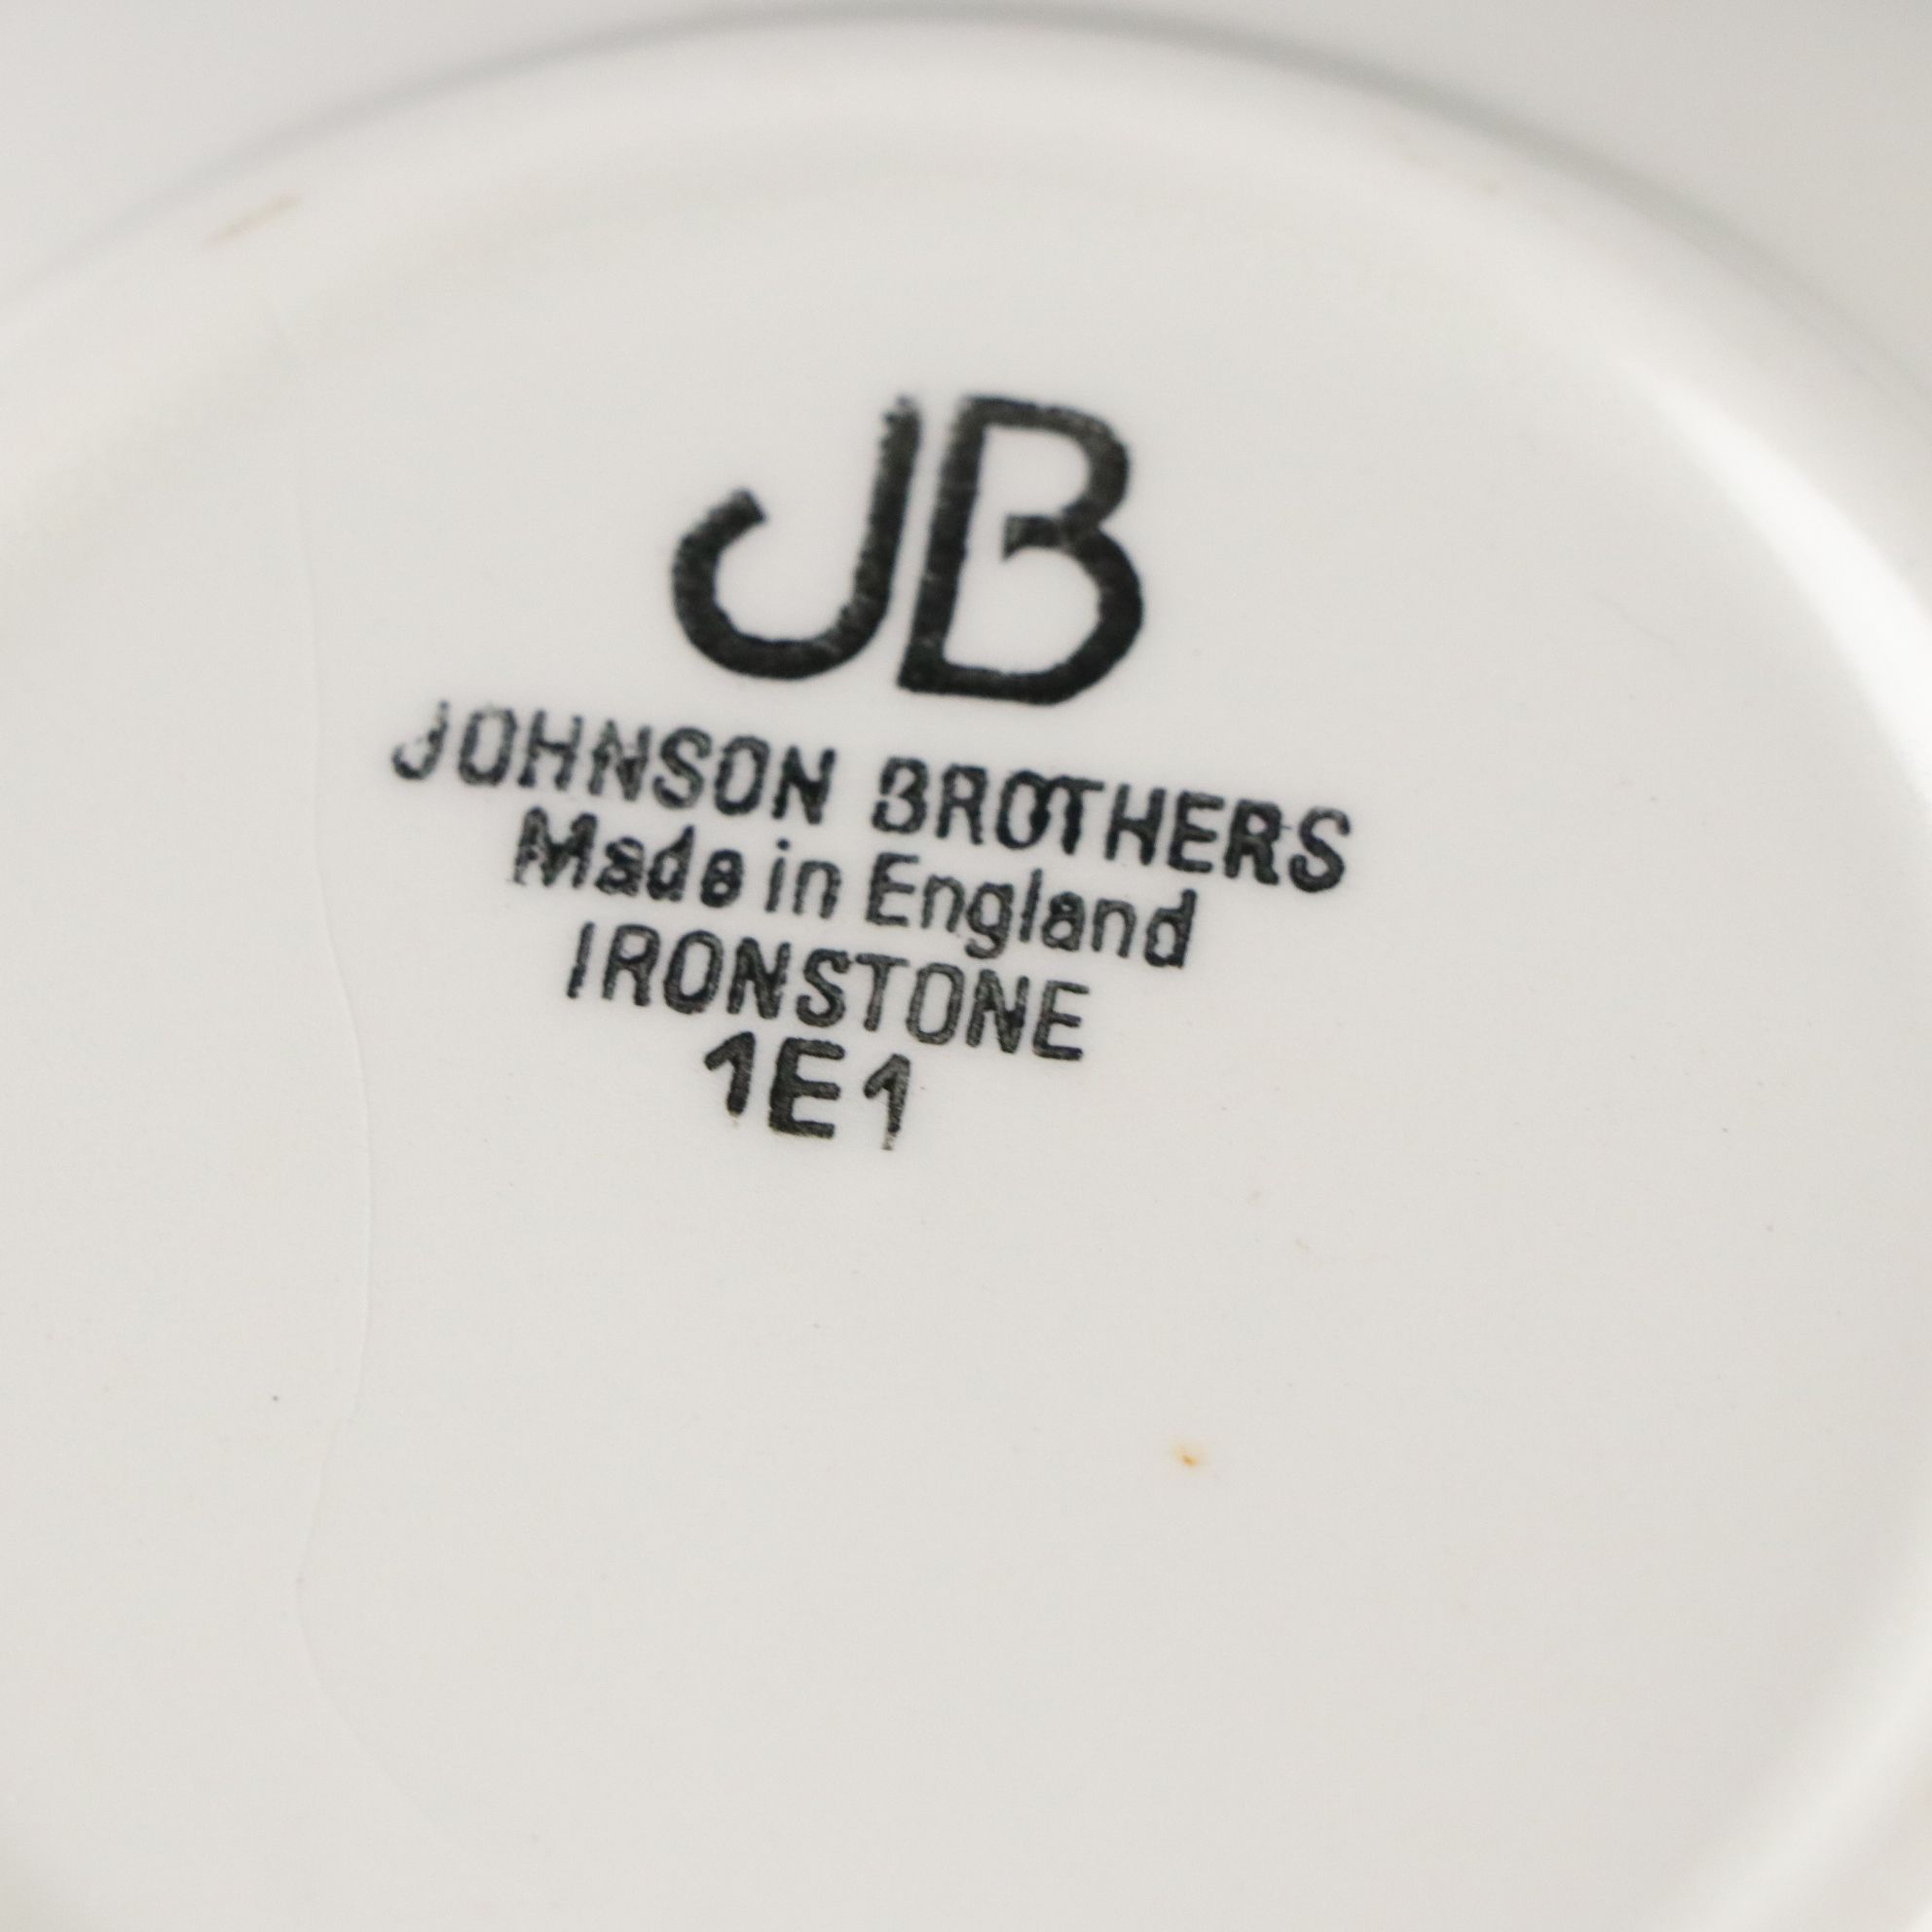 JB
JOHNSON BROTHERS
Made in England
IRONSTONE
1E1